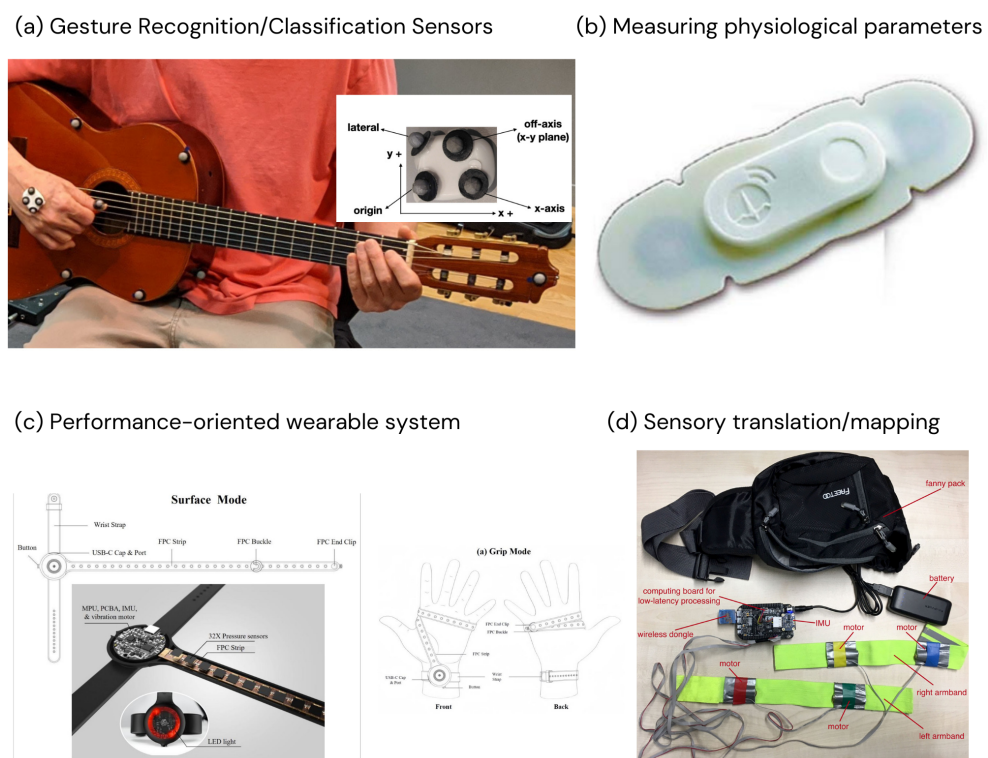 (a) Gesture Recognition/Classification Sensors
(b) Measuring physiological parameters
lateral
off-axis
(x-y plane)
y +
origin
x-axis
x +
(c) Performance-oriented wearable system
(d) Sensory translation/mapping
Surface Mode
Wrist Strap
Button
USB-C Cap & Port
FPC Strip
FPC Buckle
FPC End Clip
MPU, PCBA, IMU,
& vibration motor
32X Pressure sensors
FPC Strip
LED light
(a) Grip Mode
FPC End Clip
FPC Buckle
FPC Strip
USB-C Cap
& Port
Button
Wrist
Strip
Front
Back
FREETOO
fanny pack
battery
computing board for
low-latency processing
IMU
wireless dongle
motor
motor
motor
right armband
motor
left armband